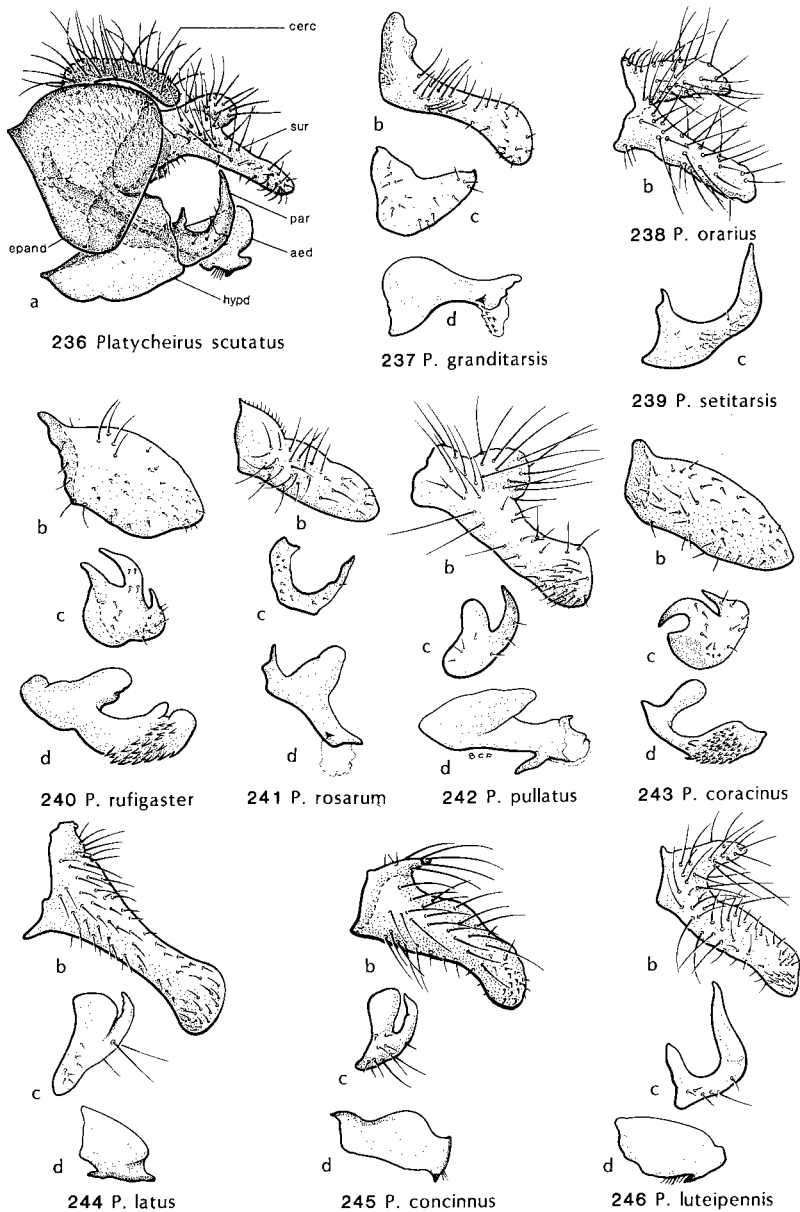 cerc
sur
par
aed
epand
hypd
a
236 Platycheirus scutatus
b
c
d
237 P. granditarsis
b
238 P. orarius
c
239 P. setitarsis
b
c
d
240 P. rufigaster
b
c
d
241 P. rosarum
b
c
d
BCF
242 P. pullatus
b
c
d
243 P. coracinus
b
c
d
244 P. latus
b
c
d
245 P. concinnus
b
c
d
246 P. luteipennis